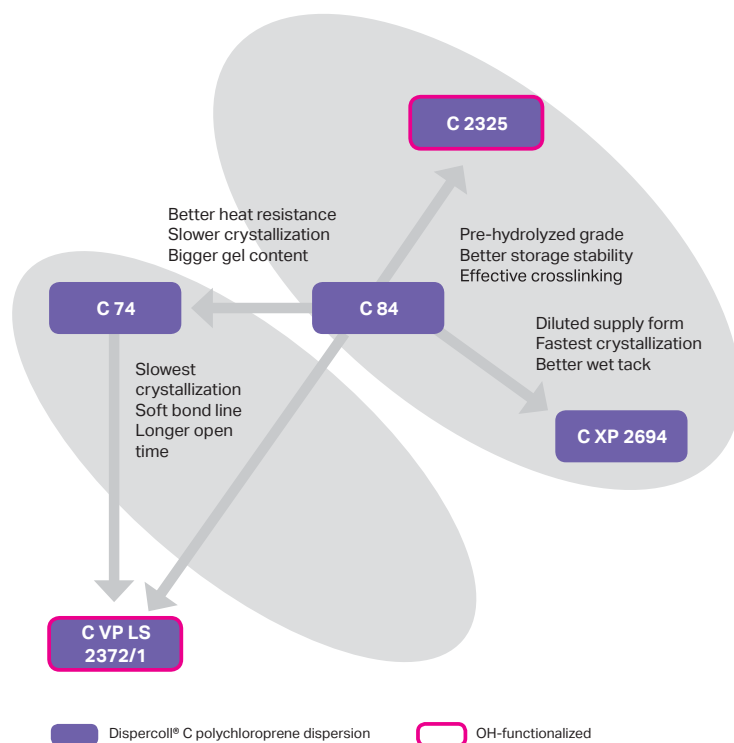 C 2325
Better heat resistance
Slower crystallization
Bigger gel content
Pre-hydrolyzed grade
Better storage stability
Effective crosslinking
C 74
C 84
Diluted supply form
Fastest crystallization
Better wet tack
Slowest
crystallization
Soft bond line
Longer open
time
C XP 2694
C VP LS
2372/1
Dispercoll® C polychloroprene dispersion
OH-functionalized